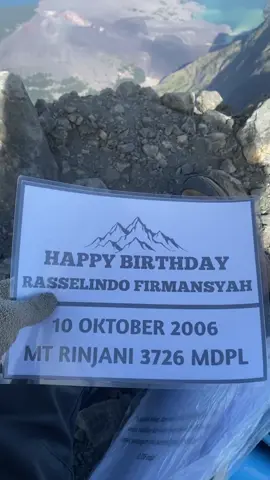 HAPPY BIRTHDAY
RASSELINDO FIRMANSYAH
10 OKTOBER 2006
MT RINJANI 3726 MDPL